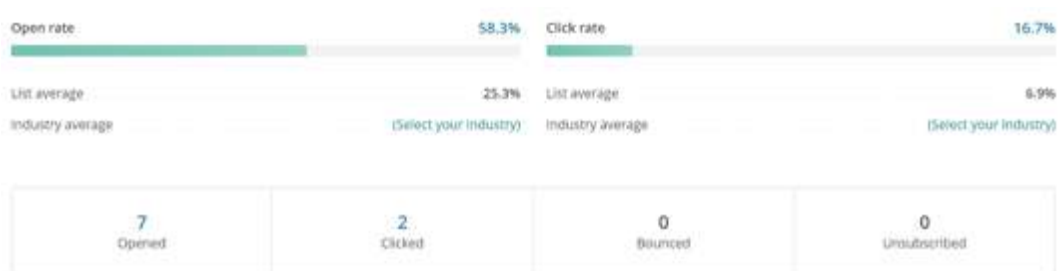 Open rate 58.3% Click rate 16.7%
List average 25.3% List average 6.9%
Industry average (Select your industry) Industry average (Select your industry)
7 2 0 0
Opened Clicked Bounced Unsubscribed